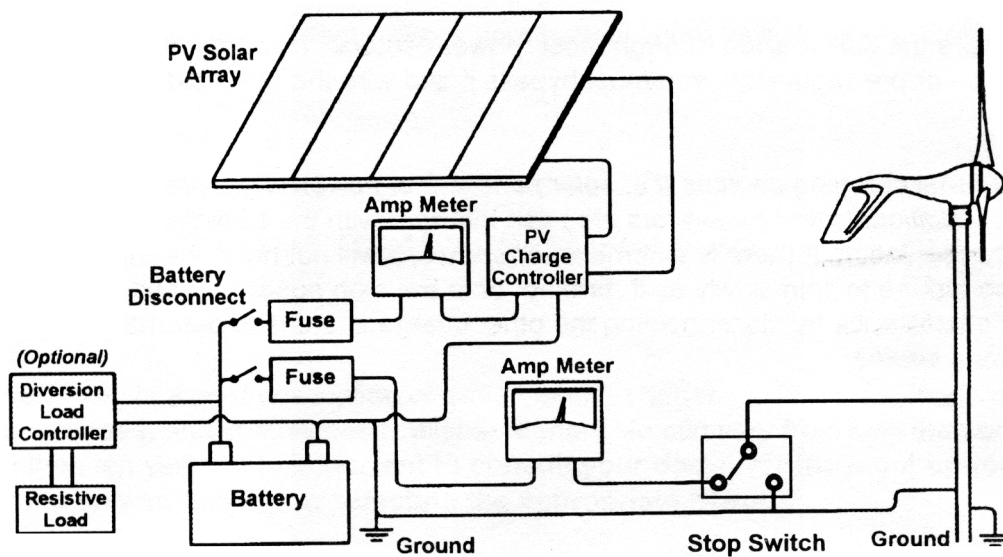 PV Solar
Array
Amp Meter
PV
Charge
Controller
Battery
Disconnect
Fuse
Fuse
(Optional)
Diversion
Load
Controller
Resistive
Load
Battery
Amp Meter
Ground
Stop Switch
Ground